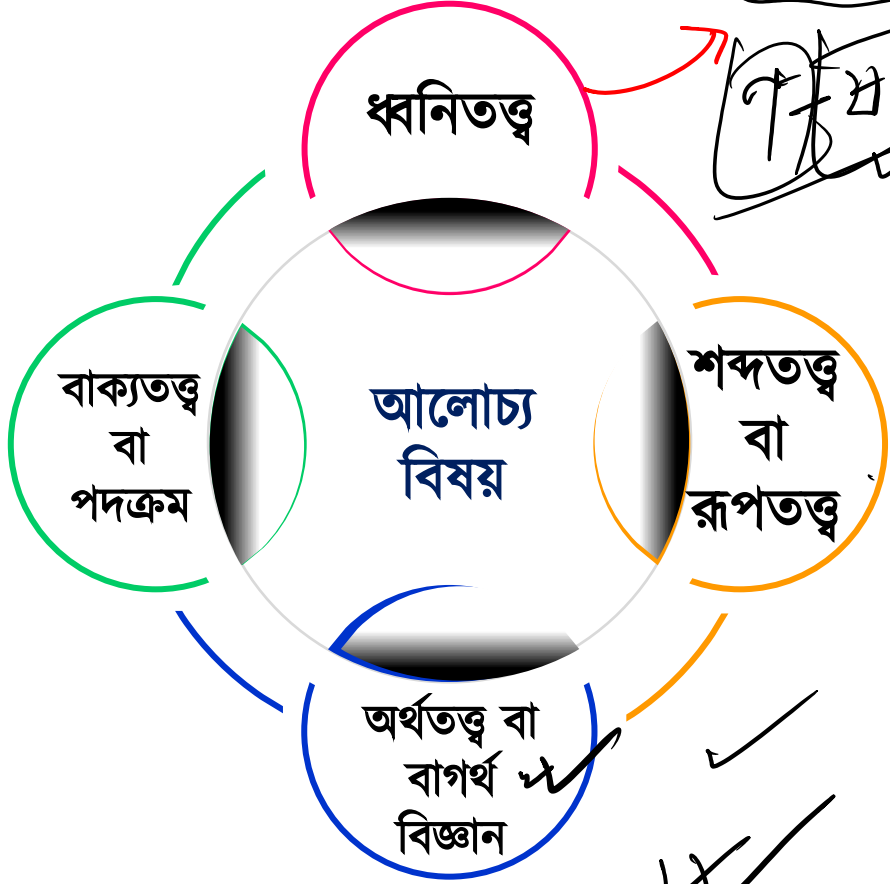 ধ্বনিতত্ত্ব
বাক্যতত্ত্ব
বা
পদক্রম
আলোচ্য
বিষয়
শব্দতত্ত্ব
বা
রূপতত্ত্ব
অর্থতত্ত্ব বা
বাগর্থ
বিজ্ঞান